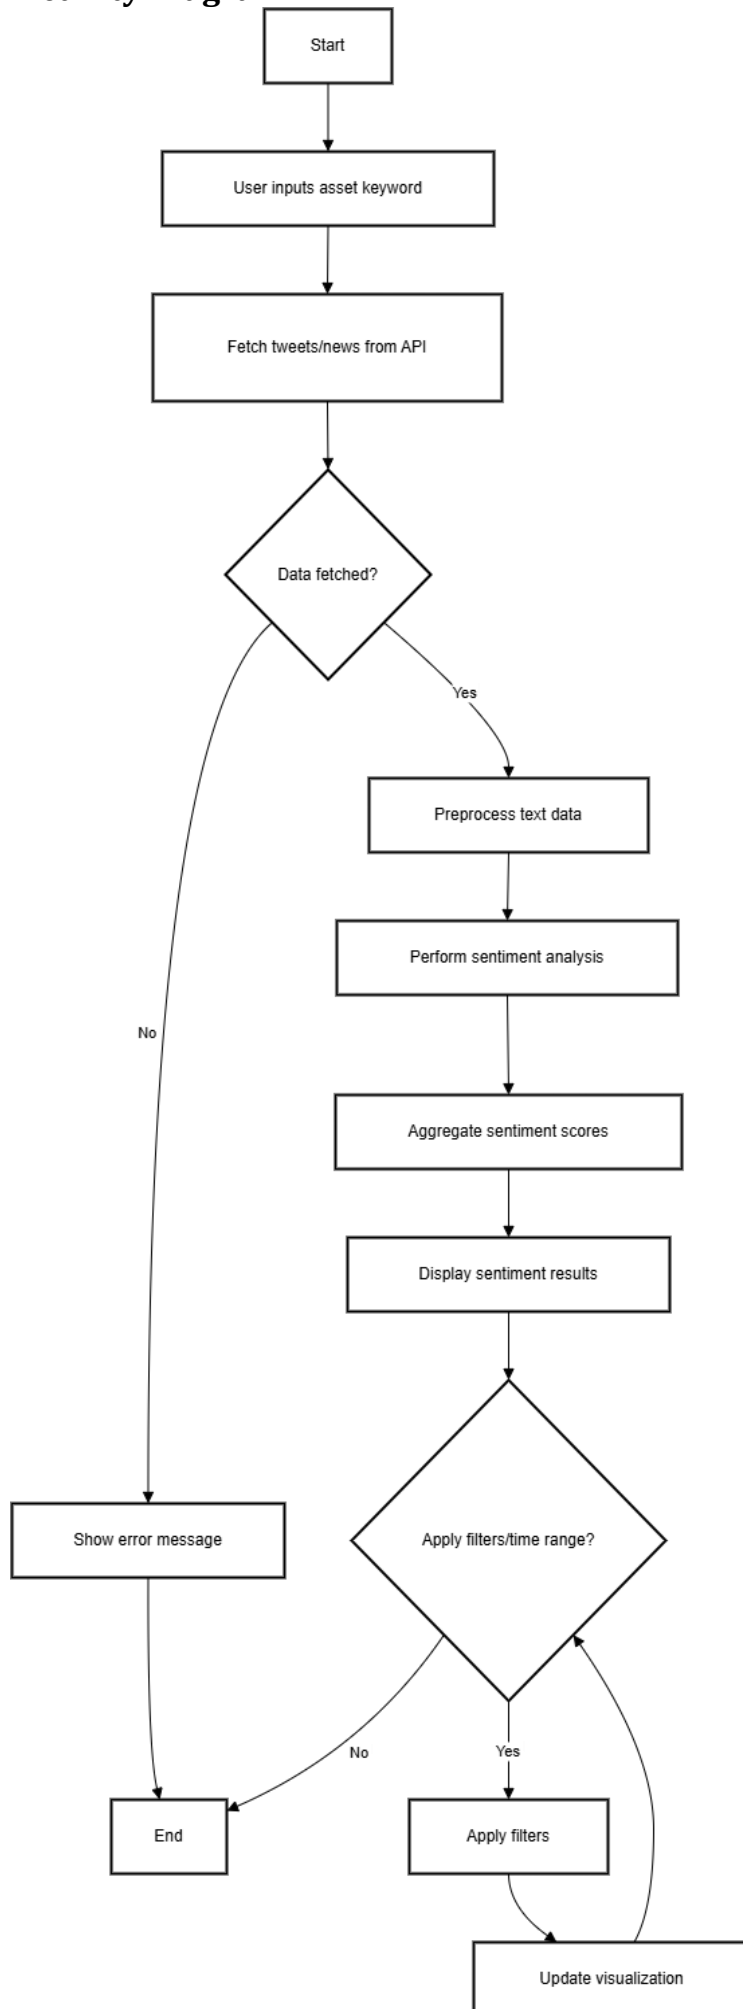 Start
User inputs asset keyword
Fetch tweets/news from API
Data fetched?
Yes
Preprocess text data
Perform sentiment analysis
No
Aggregate sentiment scores
Display sentiment results
Show error message
Apply filters/time range?
No
Yes
End
Apply filters
Update visualization